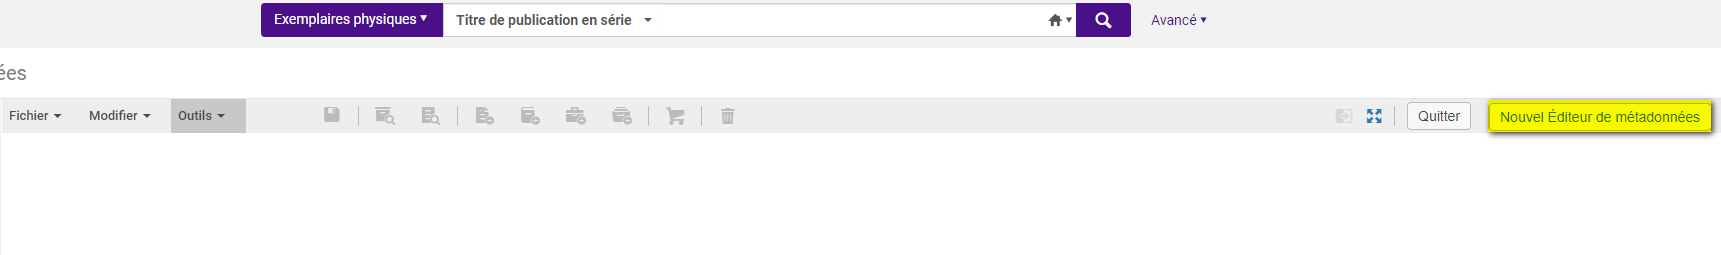 Exemplaires physiques Titre de publication en série Avancé
ées
Fichier Modifier Outils Quitter Nouvel Éditeur de métadonnées